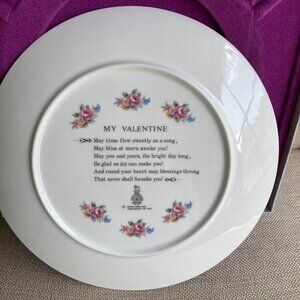 MY VALENTINE
May time flow sweetly as a song,
May bliss at morn awake you!
May you and yours, the bright day long,
Be glad as joy can make you!
And round your heart may blessings throng
That never shall forsake you!